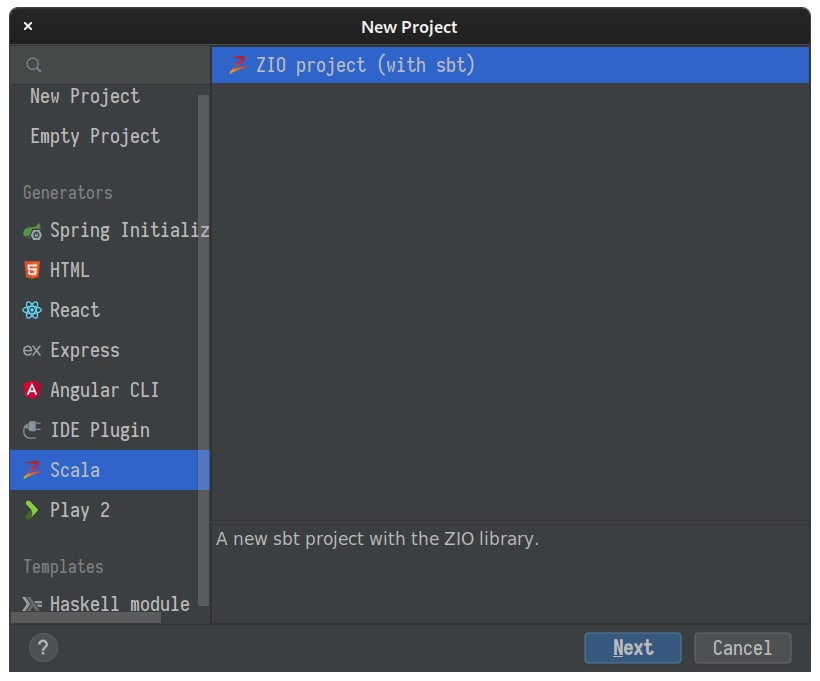 New Project
ZIO project (with sbt)
New Project
Empty Project
Generators
Spring Initializ
HTML
React
ex Express
Angular CLI
IDE Plugin
Scala
Play 2
Templates
Haskell module
A new sbt project with the ZIO library.
?
Next
Cancel